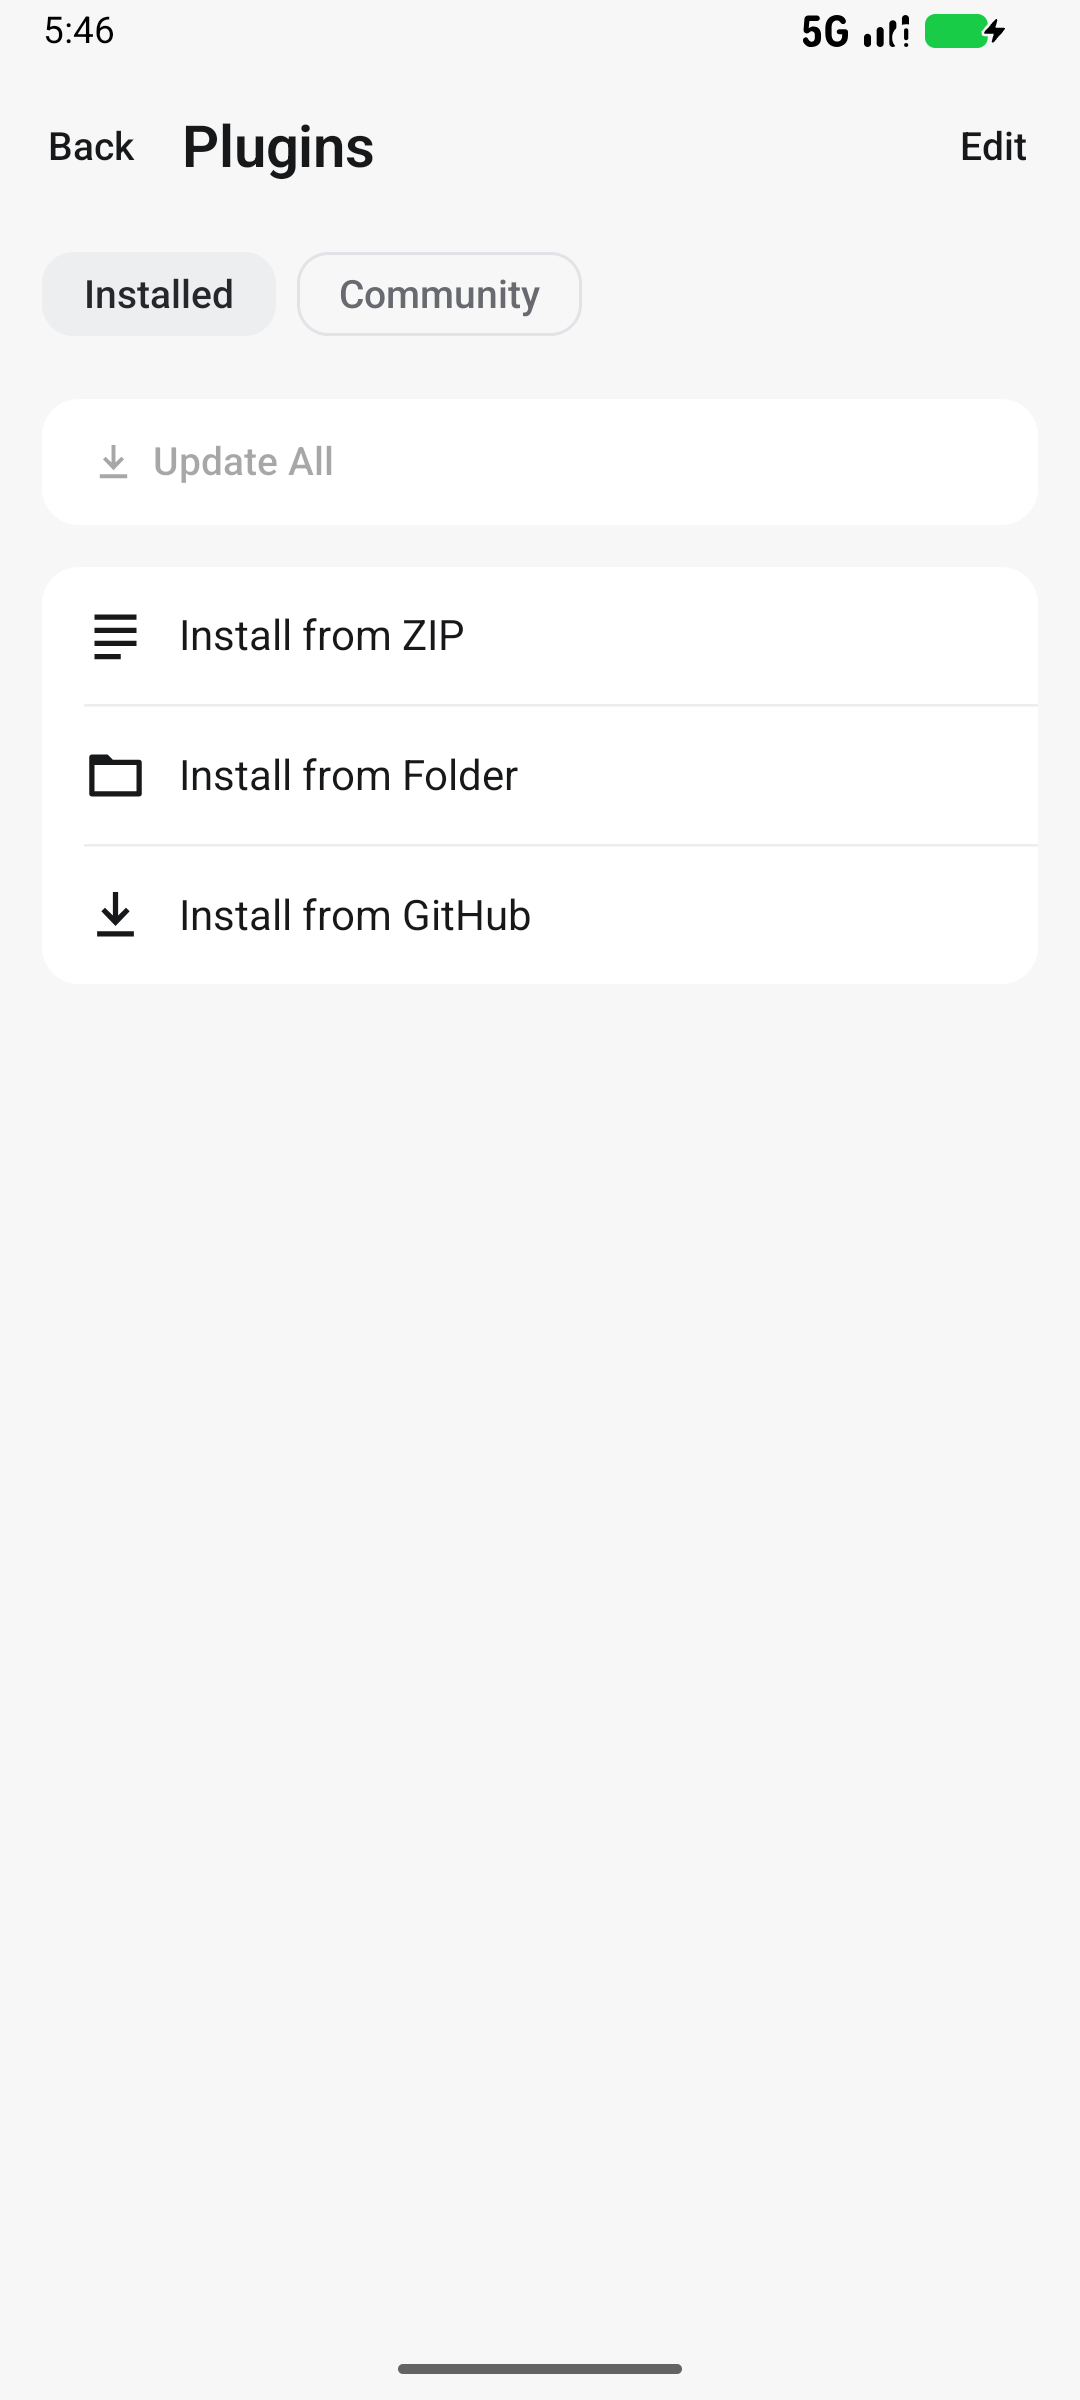 5:46
5G
Back
Plugins
Edit
Installed
Community
Update All
Install from ZIP
Install from Folder
Install from GitHub